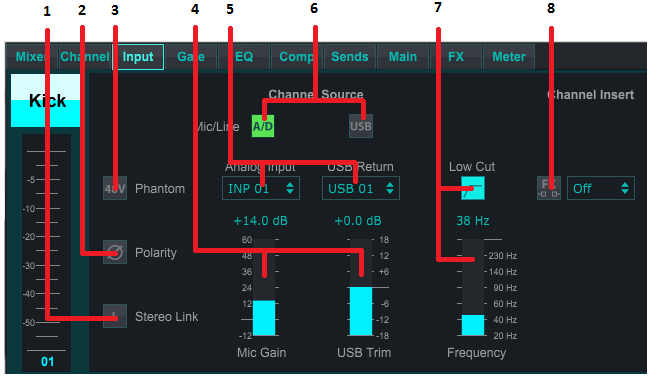 1 2 3 4 5 6 7 8
Mixer Channel Input Gate EQ Comp Sends Main FX Meter
Kick
Channel Source
Channel Insert
Mic/Line A/D USB
Analog Input USB Return Low Cut
48V Phantom INP 01 USB 01 FX Off
+14.0 dB +0.0 dB 38 Hz
Polarity
Stereo Link
60 18
48 12 230 Hz
36 +6 140 Hz
24 90 Hz
12 -6 60 Hz
-12 40 Hz
-12 -18 20 Hz
Mic Gain USB Trim Frequency
-5
-10
-20
-30
-40
-50
01